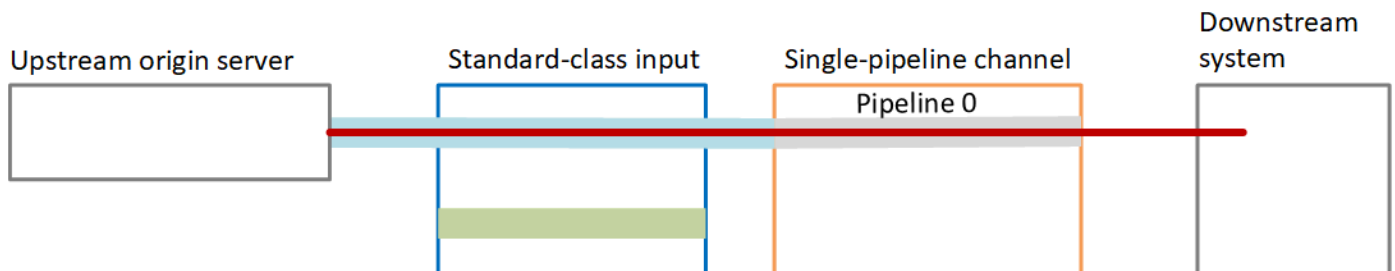 Upstream origin server
Standard-class input
Single-pipeline channel
Downstream
system
Pipeline 0